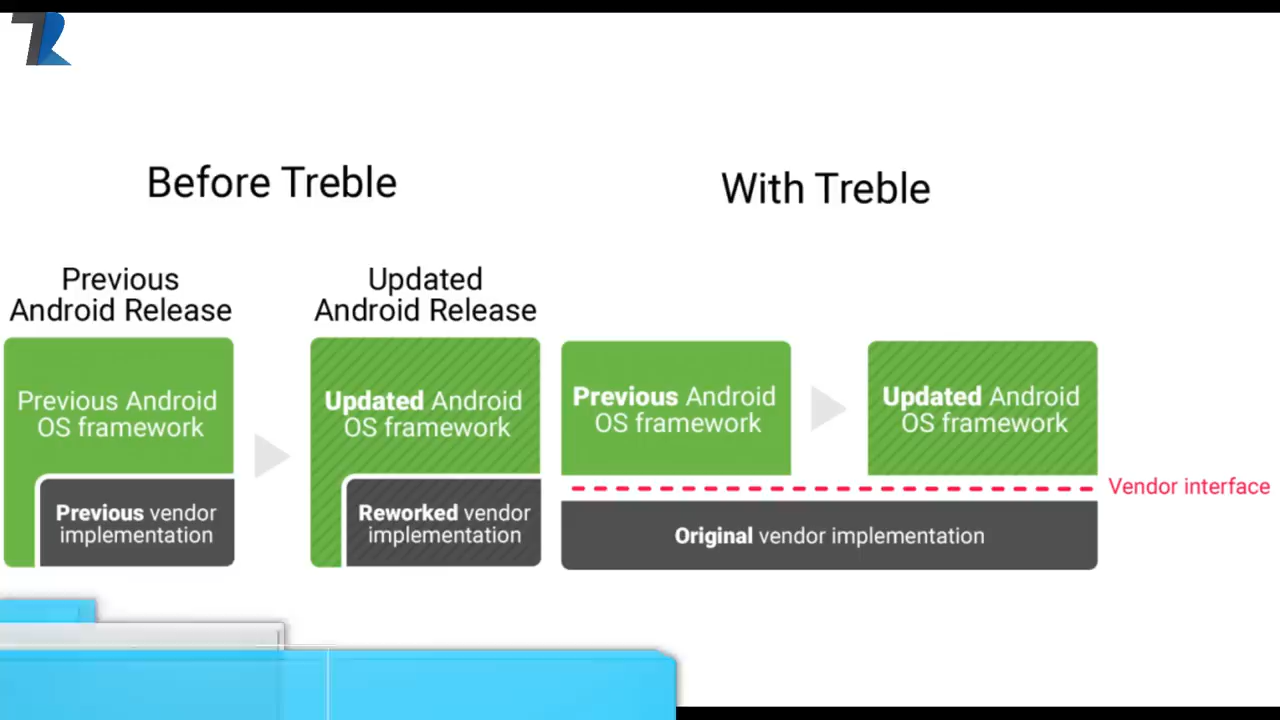 Before Treble
With Treble
Previous
Android Release
Updated
Android Release
Previous Android
OS framework
Previous vendor
implementation
Updated Android
OS framework
Reworked vendor
implementation
Previous Android
OS framework
Updated Android
OS framework
Vendor interface
Original vendor implementation